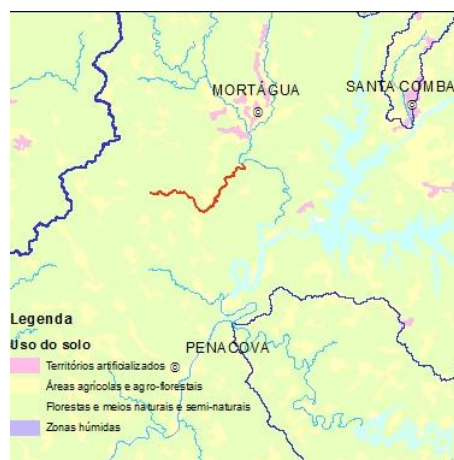 MORTÁGUA
SANTA COMBA
PENACOVA
Legenda
Uso do solo
Territórios artificializados
Áreas agrícolas e agro-florestais
Florestas e meios naturais e semi-naturais
Zonas húmidas